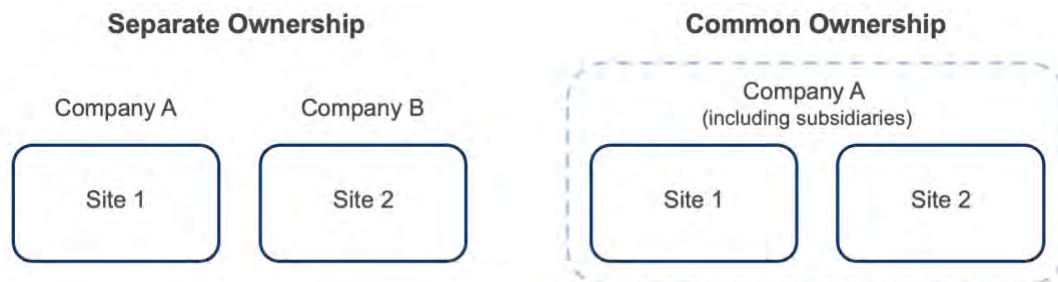 Separate Ownership
Common Ownership
Company A
Company B
Site 1
Site 2
Company A
(including subsidiaries)
Site 1
Site 2